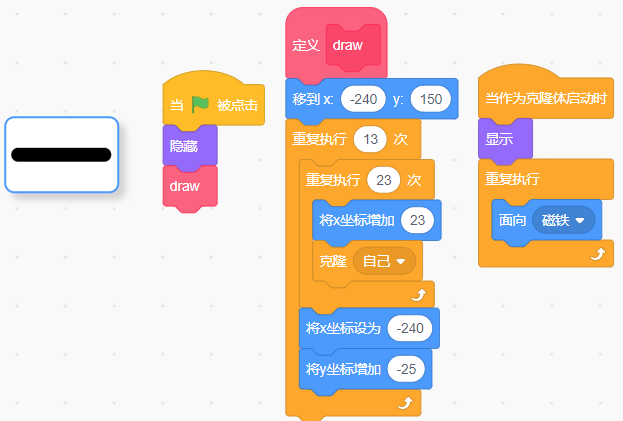 当 被点击
隐藏
draw
定义 draw
移到 x: -240 y: 150
重复执行 13 次
重复执行 23 次
将x坐标增加 23
克隆 自己
将x坐标设为 -240
将y坐标增加 -25
当作为克隆体启动时
显示
重复执行
面向 磁铁